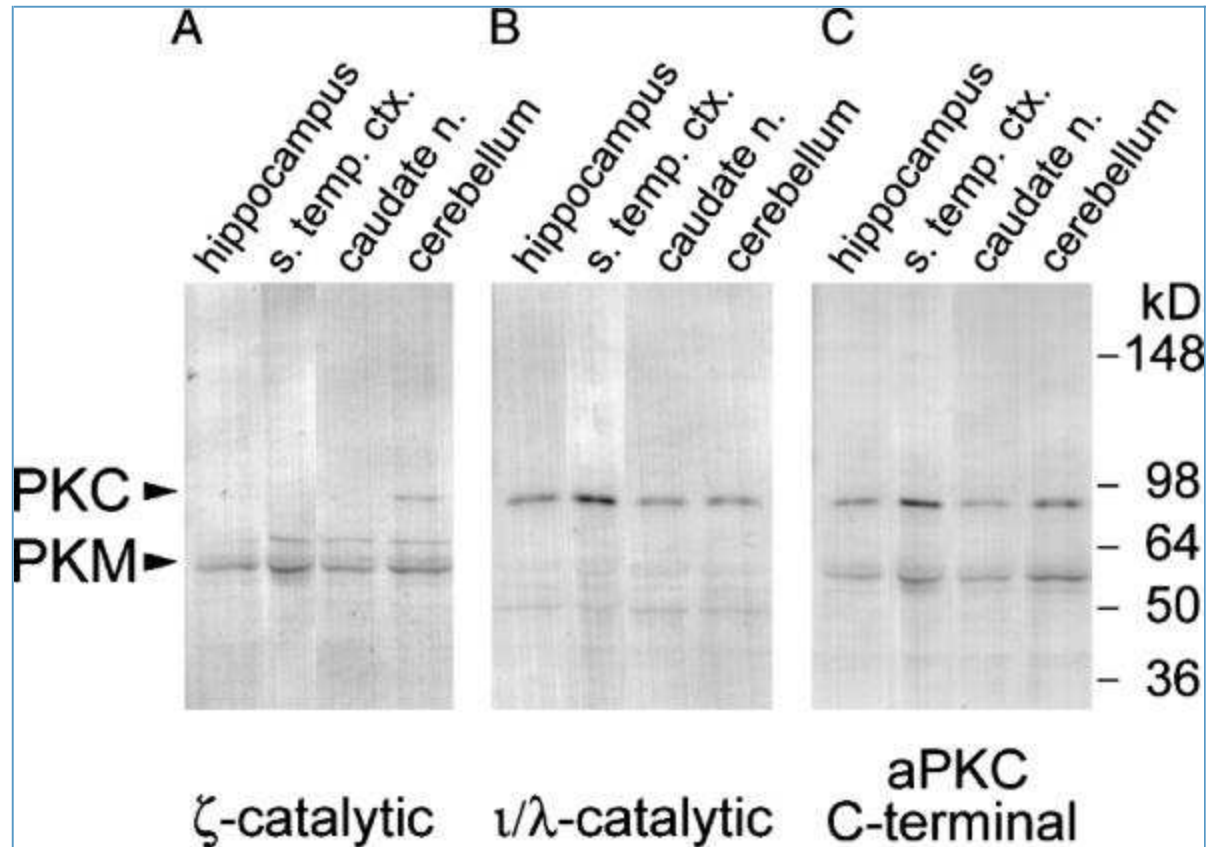 A B C
hippocampus
s. temp. ctx.
caudate n.
cerebellum
hippocampus
s. temp. ctx.
caudate n.
cerebellum
hippocampus
s. temp. ctx.
caudate n.
cerebellum
kD
148
PKC
98
64
PKM
50
36
ζ-catalytic
ι/λ-catalytic
aPKC
C-terminal